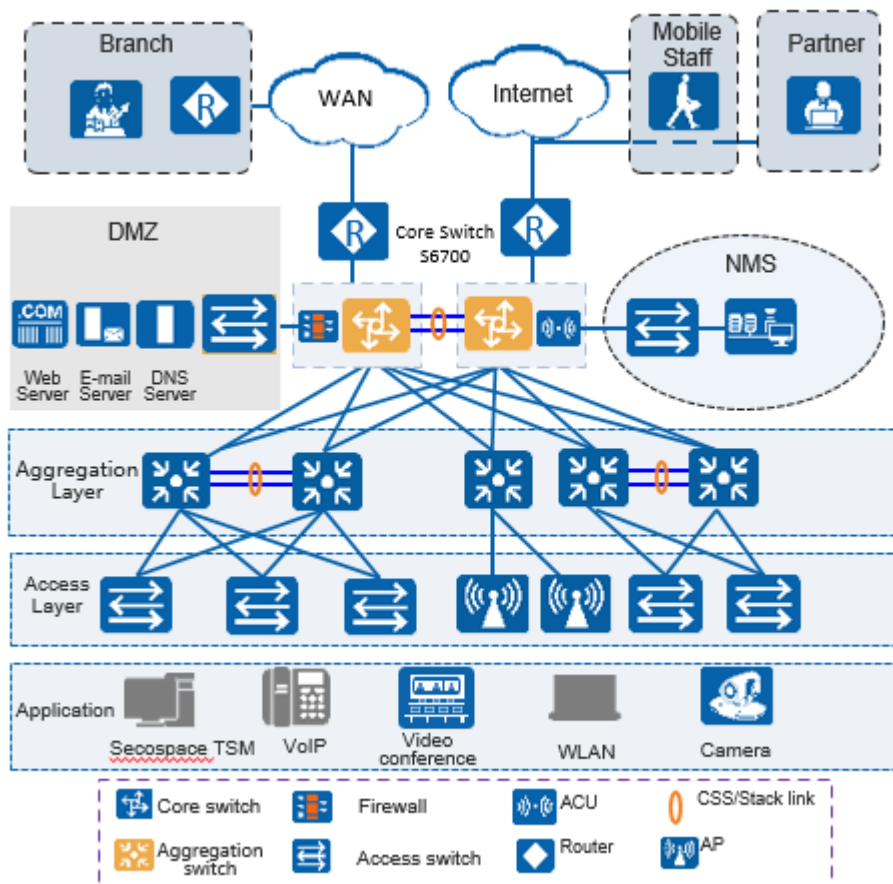 Branch
WAN
Internet
Mobile
Staff
Partner
R
R
R
Core Switch
S6700
DMZ
NMS
.COM
Web
Server
E-mail
Server
DNS
Server
Aggregation
Layer
Access
Layer
Application
Secospace TSM
VoIP
Video
conference
WLAN
Camera
Core switch
Firewall
ACU
CSS/Stack link
Aggregation
switch
Access switch
Router
AP